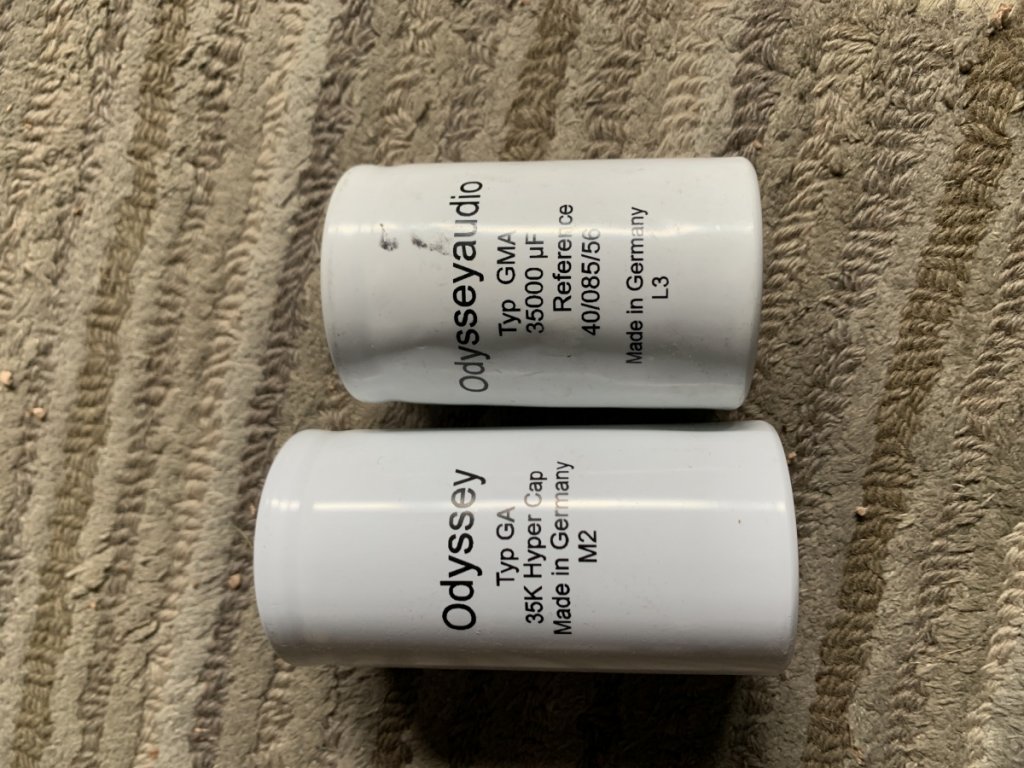 Odysseyaudio
Typ GMA
35000 µF
Reference
40/085/56
Made in Germany
L3
Odyssey
Typ GA
35K Hyper Cap
Made in Germany
M2